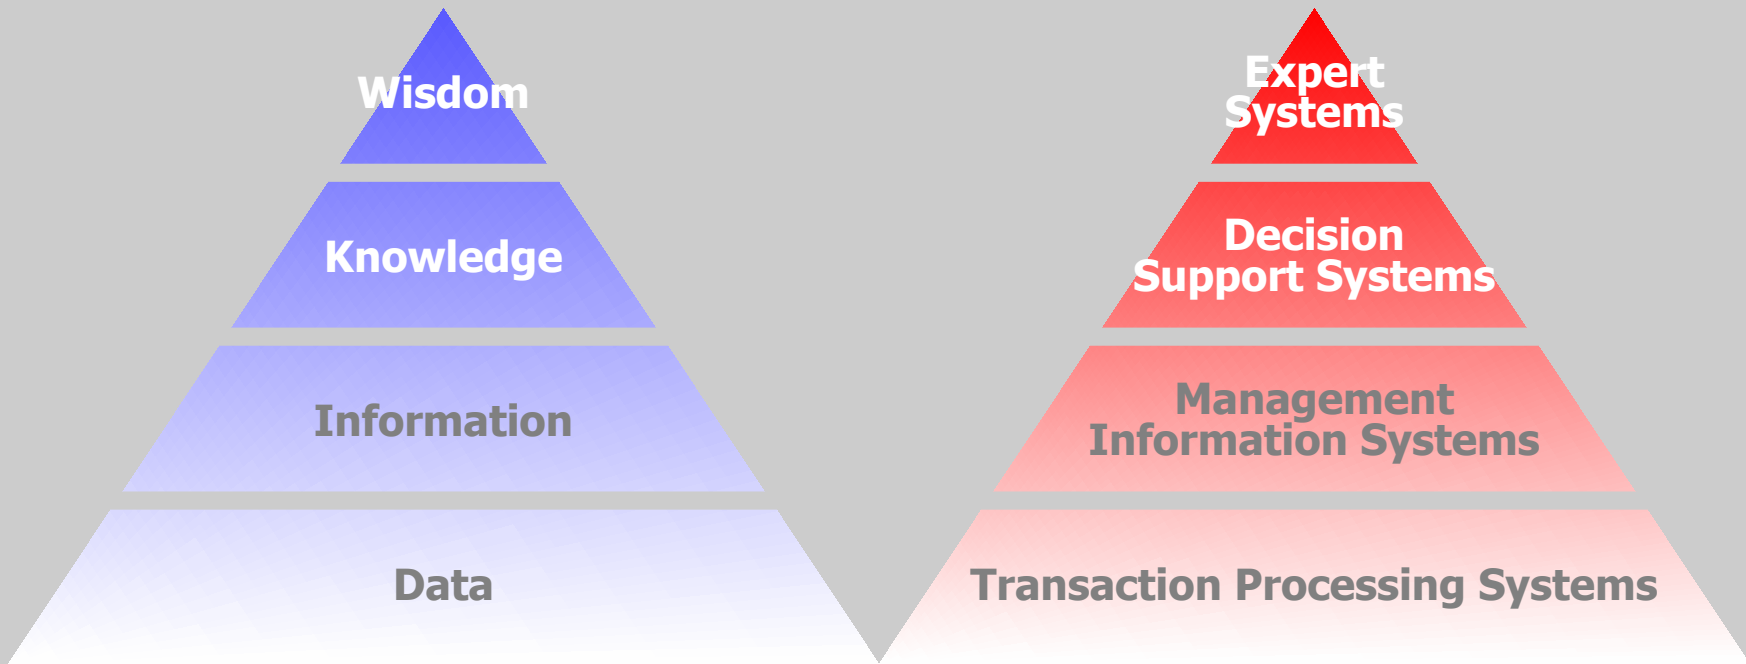 Wisdom
Knowledge
Information
Data
Expert
Systems
Decision
Support Systems
Management
Information Systems
Transaction Processing Systems